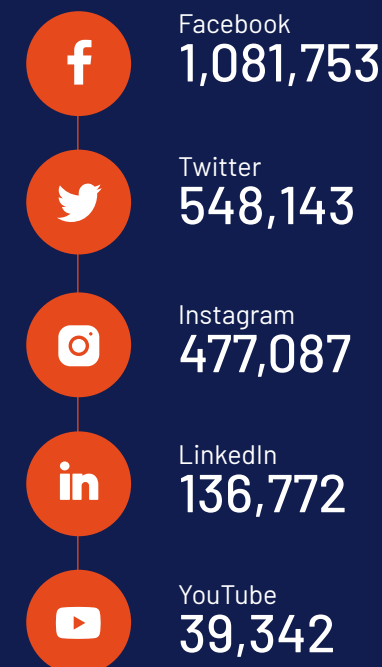 Facebook
1,081,753
Twitter
548,143
Instagram
477,087
LinkedIn
136,772
YouTube
39,342